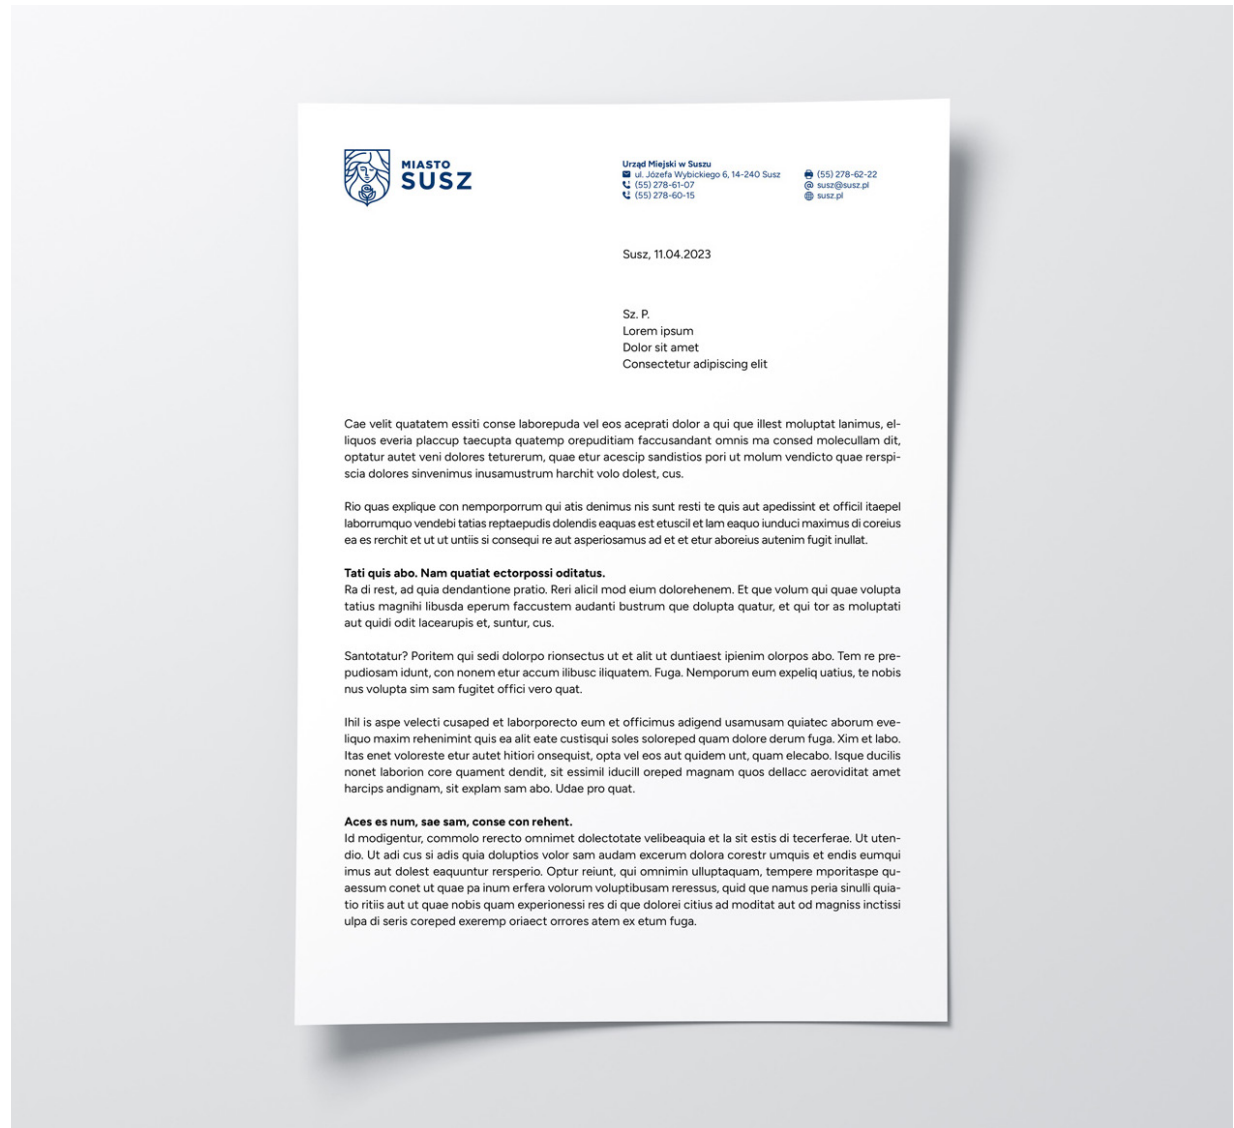 MIASTO
SUSZ
Urząd Miejski w Suszu
ul. Józefa Wybickiego 6, 14-240 Susz
(55) 278-61-07
(55) 278-60-15
(55) 278-62-22
susz@susz.pl
susz.pl
Susz, 11.04.2023
Sz. P.
Lorem ipsum
Dolor sit amet
Consectetur adipiscing elit
Cae velit quatatem essiti conse laborepuda vel eos aceprati dolor a qui que illest moluptat lanimus, el-
liquos everia placcup taecupta quatemp orepuditiam faccusandant omnis ma consed molecullam dit,
optatur autet veni dolores teturerum, quae etur acescip sandistios pori ut molum vendicto quae rerspi-
scia dolores sinvenimus inusamustrum harchit volo dolest, cus.
Rio quas explique con nemporporrum qui atis denimus nis sunt resti te quis aut apedissint et officil itaepel
laborrumquo vendebi tatias reptaepudis dolendis eaquas est etuscil et lam eaquo iunduci maximus di coreius
ea es rerchit et ut ut untiis si consequi re aut asperiosamus ad et et etur aboreius autenim fugit inullat.
Tati quis abo. Nam quatiat ectorpossi oditatus.
Ra di rest, ad quia dendantione pratio. Reri alicil mod eium dolorehenem. Et que volum qui quae volupta
tatius magnihi libusda eperum faccustem audanti bustrum que dolupta quatur, et qui tor as moluptati
aut quidi odit lacearupis et, suntur, cus.
Santotatur? Poritem qui sedi dolorpo rionsectus ut et alit ut duntiaest ipienim olorpos abo. Tem re pre-
pudiosam idunt, con nonem etur accum ilibusc iliquatem. Fuga. Nemporum eum expeliq uatius, te nobis
nus volupta sim sam fugitet offici vero quat.
Ihil is aspe velecti cusaped et laborporecto eum et officimus adigend usamusam quiatec aborum eve-
liquo maxim rehenimint quis ea alit eate custisqui soles soloreped quam dolore derum fuga. Xim et labo.
Itas enet voloreste etur autet hitiori onsequist, opta vel eos aut quidem unt, quam elecabo. Isque ducilis
nonet laborion core quament dendit, sit essimil iducill oreped magnam quos dellacc aeroviditat amet
harcips andignam, sit explam sam abo. Udae pro quat.
Aces es num, sae sam, conse con rehent.
Id modigentur, commolo rerecto omnimet dolectotate velibeaquia et la sit estis di tecerferae. Ut uten-
dio. Ut adi cus si adis quia doluptios volor sam audam excerum dolora corestr umquis et endis eumqui
imus aut dolest eaquuntur rersperio. Optur reiunt, qui omnimin ulluptaquam, tempere mporitaspe qu-
aessum conet ut quae pa inum erfera volorum voluptibusam reressus, quid que namus peria sinulli quia-
tio ritiis aut ut quae nobis quam experionessi res di que dolorei citius ad moditat aut od magniss inctissi
ulpa di seris coreped exeremp oriaect orrores atem ex etum fuga.